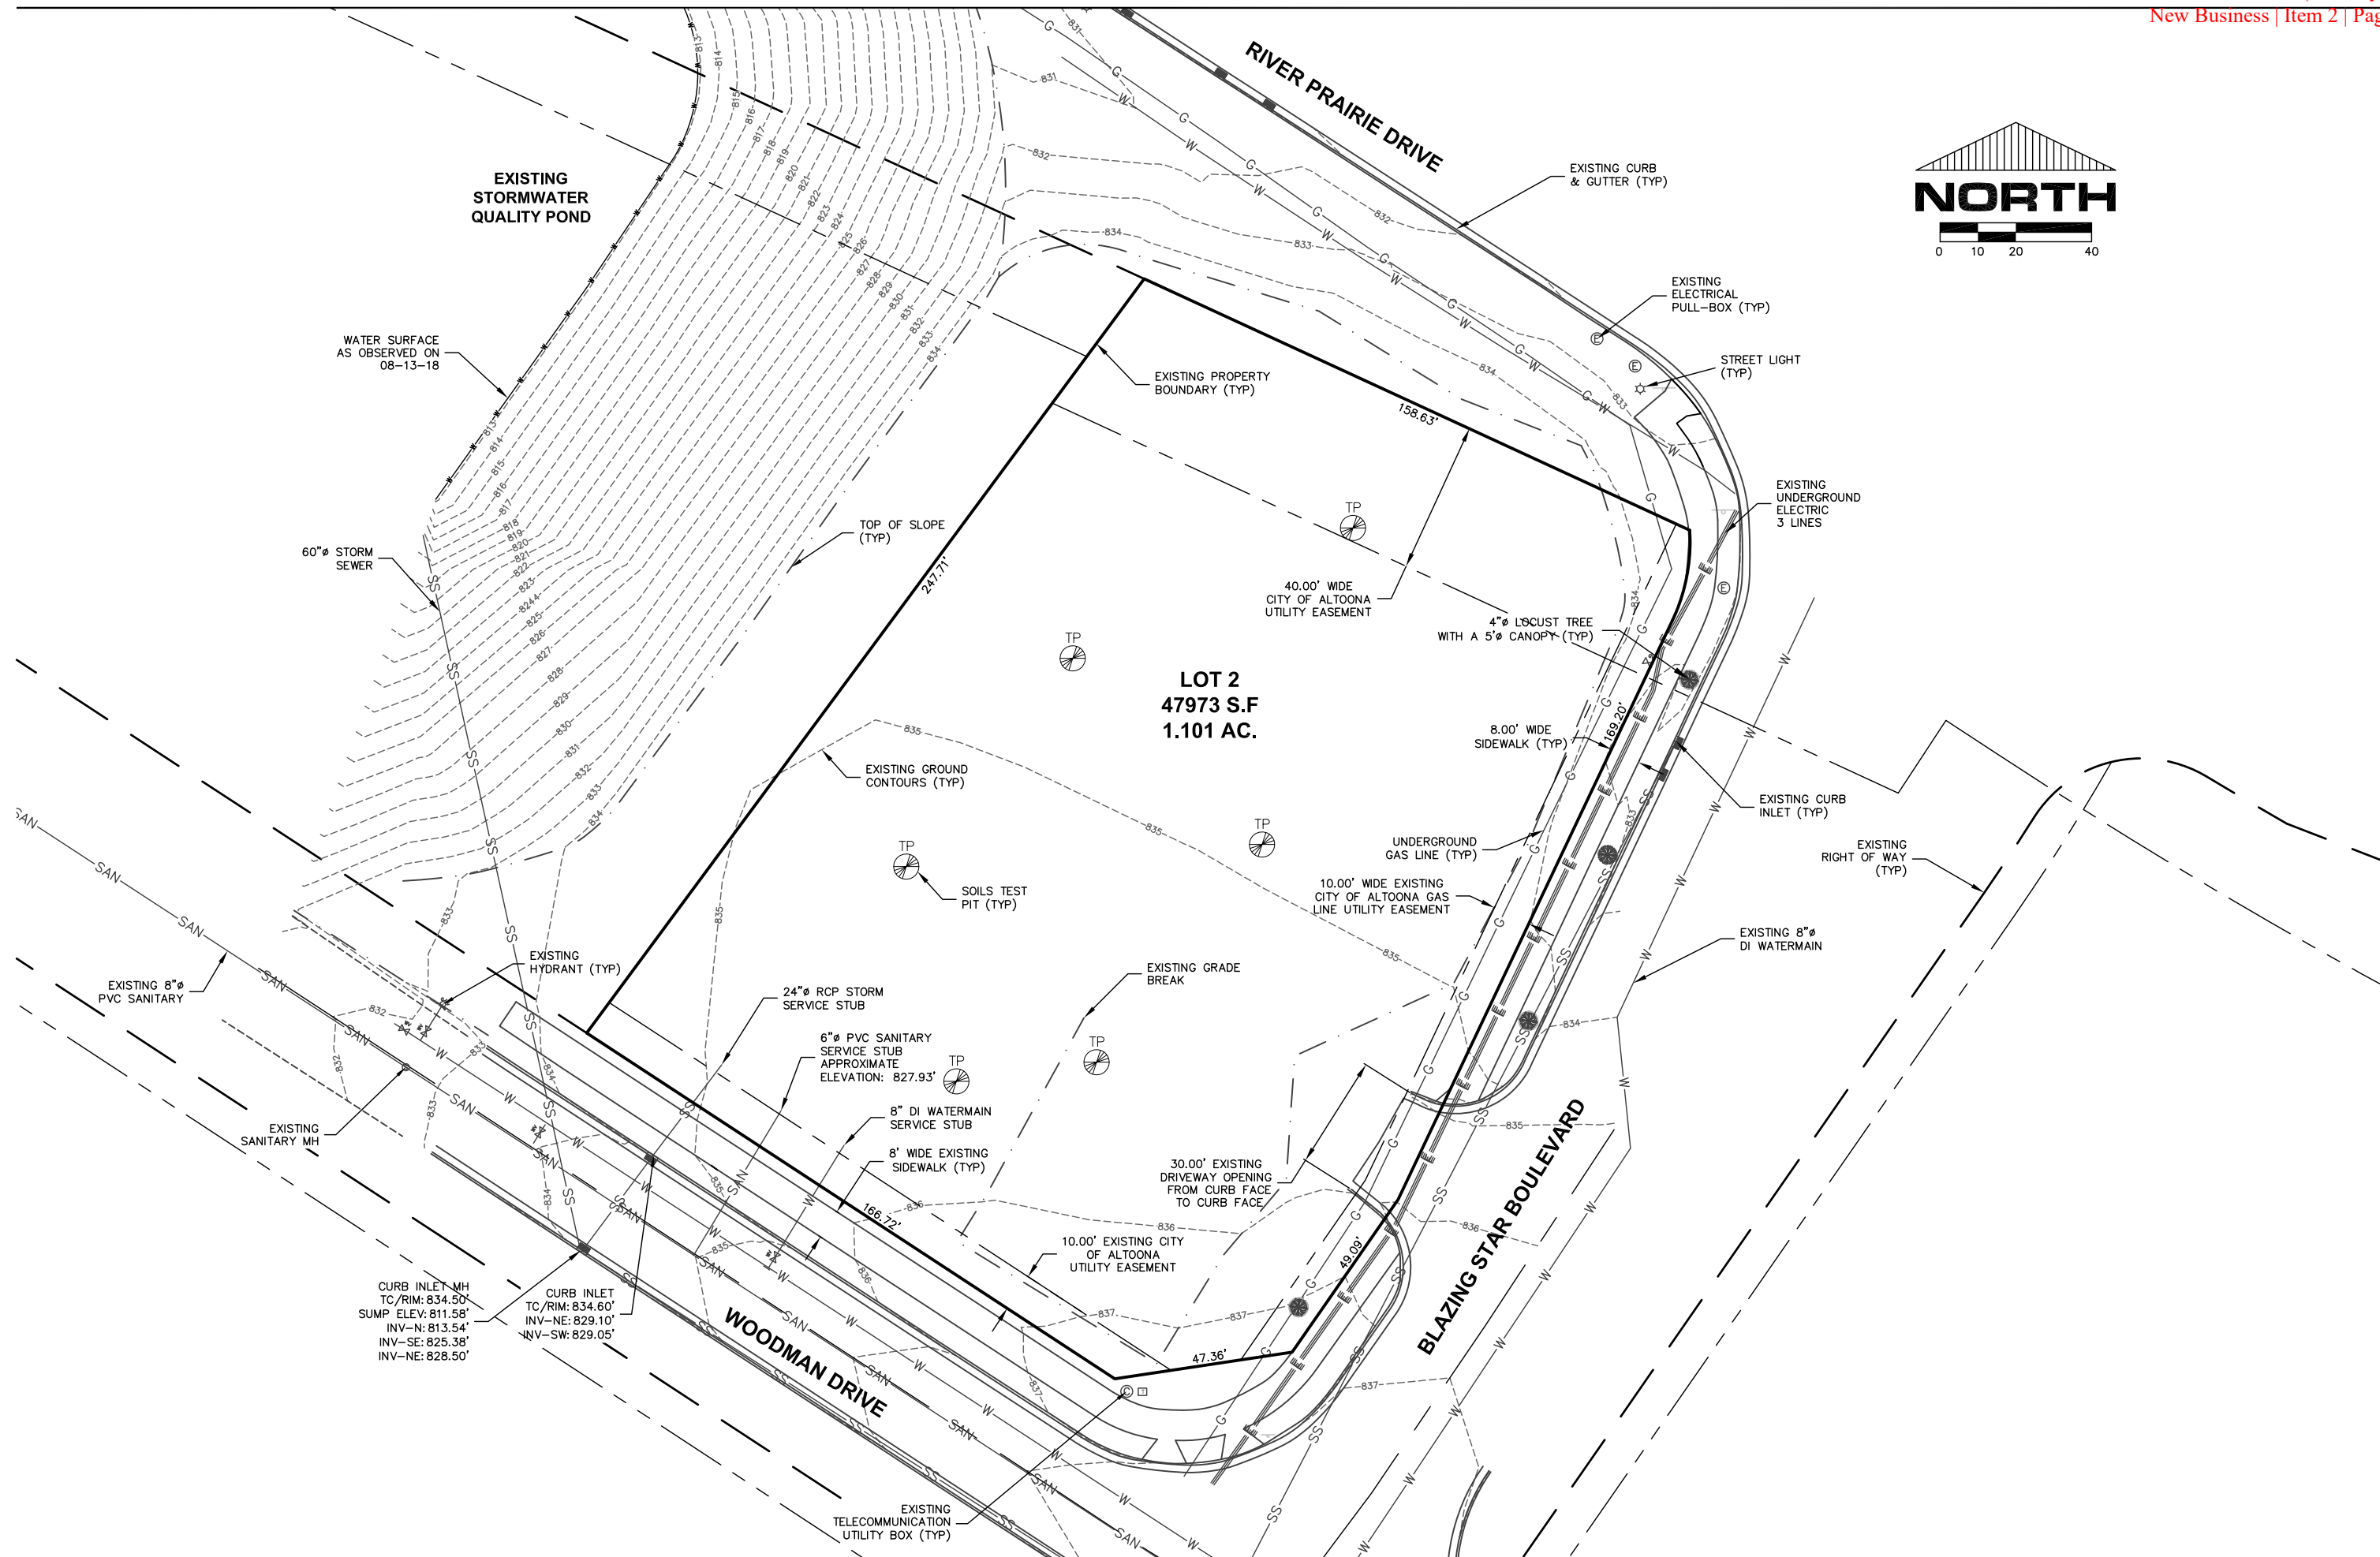 New Business | Item 2 | Pag
RIVER PRAIRIE DRIVE
EXISTING
STORMWATER
QUALITY POND
EXISTING CURB
& GUTTER (TYP)
NORTH
0 10 20 40
EXISTING
ELECTRICAL
PULL-BOX (TYP)
WATER SURFACE
AS OBSERVED ON
08-13-18
STREET LIGHT
(TYP)
EXISTING PROPERTY
BOUNDARY (TYP)
158.63'
EXISTING
UNDERGROUND
ELECTRIC
3 LINES
TOP OF SLOPE
(TYP)
60"ø STORM
SEWER
247.71'
TP
40.00' WIDE
CITY OF ALTOONA
UTILITY EASEMENT
4"ø LOCUST TREE
WITH A 5'ø CANOPY (TYP)
TP
LOT 2
47973 S.F
1.101 AC.
8.00' WIDE
SIDEWALK (TYP)
169.20'
EXISTING GROUND
CONTOURS (TYP)
EXISTING CURB
INLET (TYP)
UNDERGROUND
GAS LINE (TYP)
TP
TP
EXISTING
RIGHT OF WAY
(TYP)
SOILS TEST
PIT (TYP)
10.00' WIDE EXISTING
CITY OF ALTOONA GAS
LINE UTILITY EASEMENT
EXISTING 8"ø
DI WATERMAIN
EXISTING
HYDRANT (TYP)
EXISTING GRADE
BREAK
EXISTING 8"ø
PVC SANITARY
24"ø RCP STORM
SERVICE STUB
6"ø PVC SANITARY
SERVICE STUB
APPROXIMATE
ELEVATION: 827.93'
TP
TP
8" DI WATERMAIN
SERVICE STUB
EXISTING
SANITARY MH
8' WIDE EXISTING
SIDEWALK (TYP)
30.00' EXISTING
DRIVEWAY OPENING
FROM CURB FACE
TO CURB FACE
BLAZING STAR BOULEVARD
166.72'
49.09'
10.00' EXISTING CITY
OF ALTOONA
UTILITY EASEMENT
CURB INLET MH
TC/RIM: 834.50'
SUMP ELEV: 811.58'
INV-N: 813.54'
INV-SE: 825.38'
INV-NE: 828.50'
CURB INLET
TC/RIM: 834.60'
INV-NE: 829.10'
INV-SW: 829.05'
WOODMAN DRIVE
47.36'
EXISTING
TELECOMMUNICATION
UTILITY BOX (TYP)